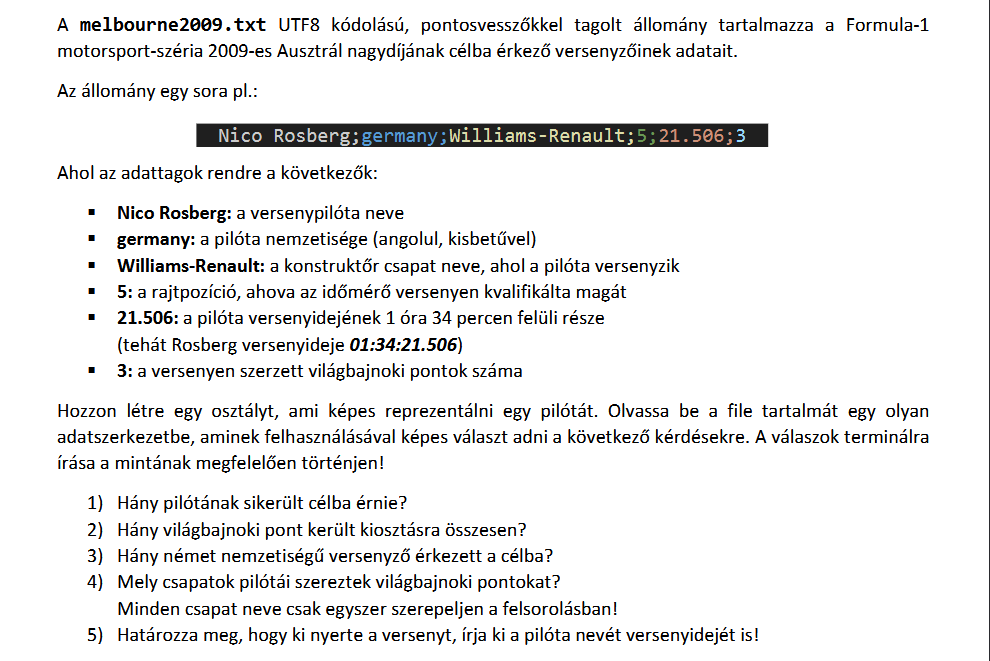 A melbourne2009.txt UTF8 kódolású, pontosvesszőkkel tagolt állomány tartalmazza a Formula-1
motorsport-széria 2009-es Ausztrál nagydíjának célba érkező versenyzőinek adatait.
Az állomány egy sora pl.:
Nico Rosberg;germany;Williams-Renault;5;21.506;3
Ahol az adattagok rendre a következők:
▪ Nico Rosberg: a versenypilóta neve
▪ germany: a pilóta nemzetisége (angolul, kisbetűvel)
▪ Williams-Renault: a konstruktőr csapat neve, ahol a pilóta versenyzik
▪ 5: a rajtpozíció, ahova az időmérő versenyen kvalifikálta magát
▪ 21.506: a pilóta versenyidejének 1 óra 34 percen felüli része
(tehát Rosberg versenyideje 01:34:21.506)
▪ 3: a versenyen szerzett világbajnoki pontok száma
Hozzon létre egy osztályt, ami képes reprezentálni egy pilótát. Olvassa be a file tartalmát egy olyan
adatszerkezetbe, aminek felhasználásával képes választ adni a következő kérdésekre. A válaszok terminálra
írása a mintának megfelelően történjen!
1) Hány pilótának sikerült célba érnie?
2) Hány világbajnoki pont került kiosztásra összesen?
3) Hány német nemzetiségű versenyző érkezett a célba?
4) Mely csapatok pilótái szereztek világbajnoki pontokat?
Minden csapat neve csak egyszer szerepeljen a felsorolásban!
5) Határozza meg, hogy ki nyerte a versenyt, írja ki a pilóta nevét versenyidejét is!